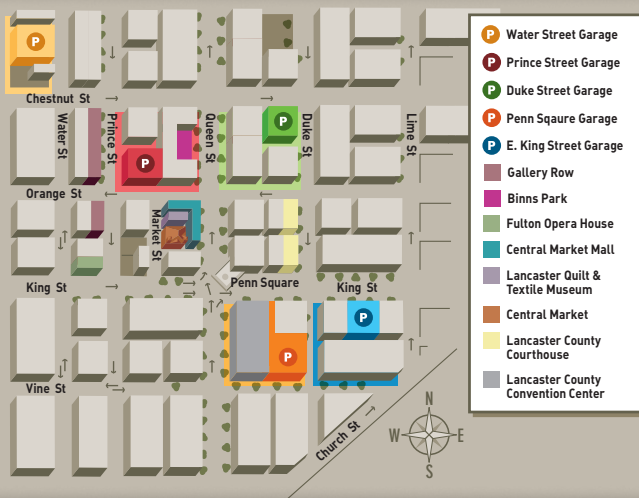 P Water Street Garage
P Prince Street Garage
P Duke Street Garage
P Penn Sqaure Garage
P E. King Street Garage
Gallery Row
Binns Park
Fulton Opera House
Central Market Mall
Lancaster Quilt &
Textile Museum
Central Market
Lancaster County
Courthouse
Lancaster County
Convention Center
P
Chestnut St
Water St
Prince St
P
Queen St
P
Duke St
Lime St
Orange St
Market St
King St
Penn Square
King St
P
P
Vine St
Church St
N
W
E
S